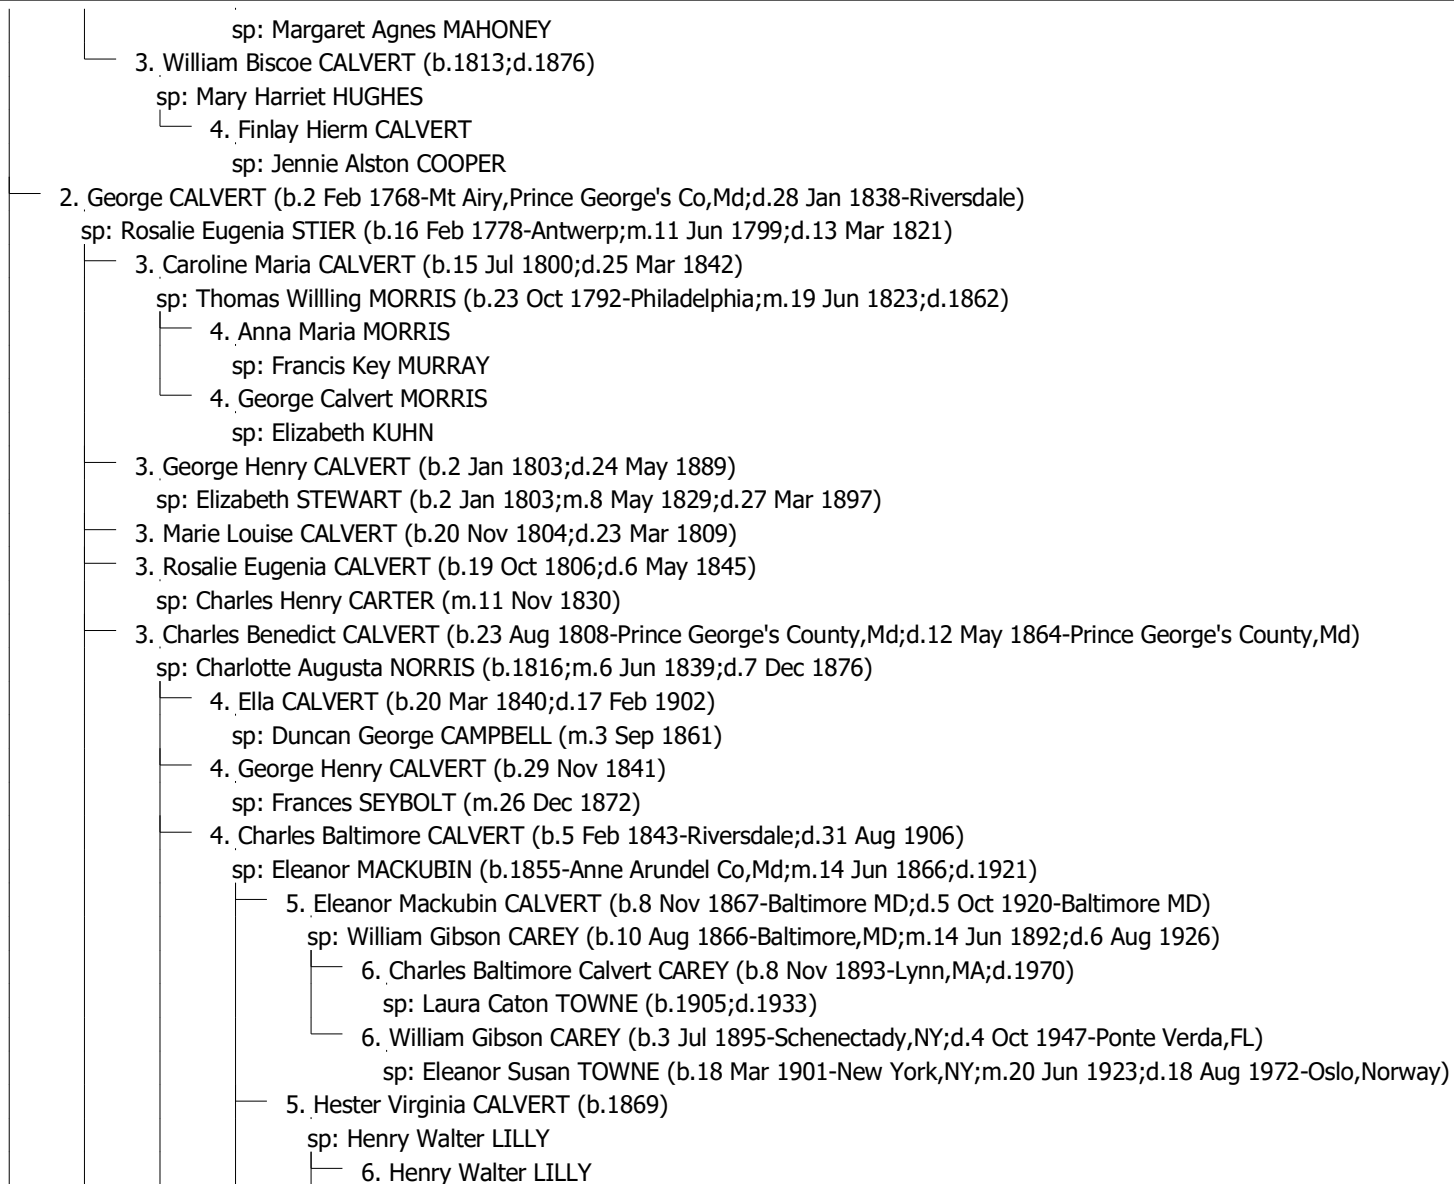 sp: Margaret Agnes MAHONEY
3. William Biscoe CALVERT (b.1813;d.1876)
sp: Mary Harriet HUGHES
4. Finlay Hierm CALVERT
sp: Jennie Alston COOPER
2. George CALVERT (b.2 Feb 1768-Mt Airy,Prince George's Co,Md;d.28 Jan 1838-Riversdale)
sp: Rosalie Eugenia STIER (b.16 Feb 1778-Antwerp;m.11 Jun 1799;d.13 Mar 1821)
3. Caroline Maria CALVERT (b.15 Jul 1800;d.25 Mar 1842)
sp: Thomas Willling MORRIS (b.23 Oct 1792-Philadelphia;m.19 Jun 1823;d.1862)
4. Anna Maria MORRIS
sp: Francis Key MURRAY
4. George Calvert MORRIS
sp: Elizabeth KUHN
3. George Henry CALVERT (b.2 Jan 1803;d.24 May 1889)
sp: Elizabeth STEWART (b.2 Jan 1803;m.8 May 1829;d.27 Mar 1897)
3. Marie Louise CALVERT (b.20 Nov 1804;d.23 Mar 1809)
3. Rosalie Eugenia CALVERT (b.19 Oct 1806;d.6 May 1845)
sp: Charles Henry CARTER (m.11 Nov 1830)
3. Charles Benedict CALVERT (b.23 Aug 1808-Prince George's County,Md;d.12 May 1864-Prince George's County,Md)
sp: Charlotte Augusta NORRIS (b.1816;m.6 Jun 1839;d.7 Dec 1876)
4. Ella CALVERT (b.20 Mar 1840;d.17 Feb 1902)
sp: Duncan George CAMPBELL (m.3 Sep 1861)
4. George Henry CALVERT (b.29 Nov 1841)
sp: Frances SEYBOLT (m.26 Dec 1872)
4. Charles Baltimore CALVERT (b.5 Feb 1843-Riversdale;d.31 Aug 1906)
sp: Eleanor MACKUBIN (b.1855-Anne Arundel Co,Md;m.14 Jun 1866;d.1921)
5. Eleanor Mackubin CALVERT (b.8 Nov 1867-Baltimore MD;d.5 Oct 1920-Baltimore MD)
sp: William Gibson CAREY (b.10 Aug 1866-Baltimore,MD;m.14 Jun 1892;d.6 Aug 1926)
6. Charles Baltimore Calvert CAREY (b.8 Nov 1893-Lynn,MA;d.1970)
sp: Laura Caton TOWNE (b.1905;d.1933)
6. William Gibson CAREY (b.3 Jul 1895-Schenectady,NY;d.4 Oct 1947-Ponte Verda,FL)
sp: Eleanor Susan TOWNE (b.18 Mar 1901-New York,NY;m.20 Jun 1923;d.18 Aug 1972-Oslo,Norway)
5. Hester Virginia CALVERT (b.1869)
sp: Henry Walter LILLY
6. Henry Walter LILLY